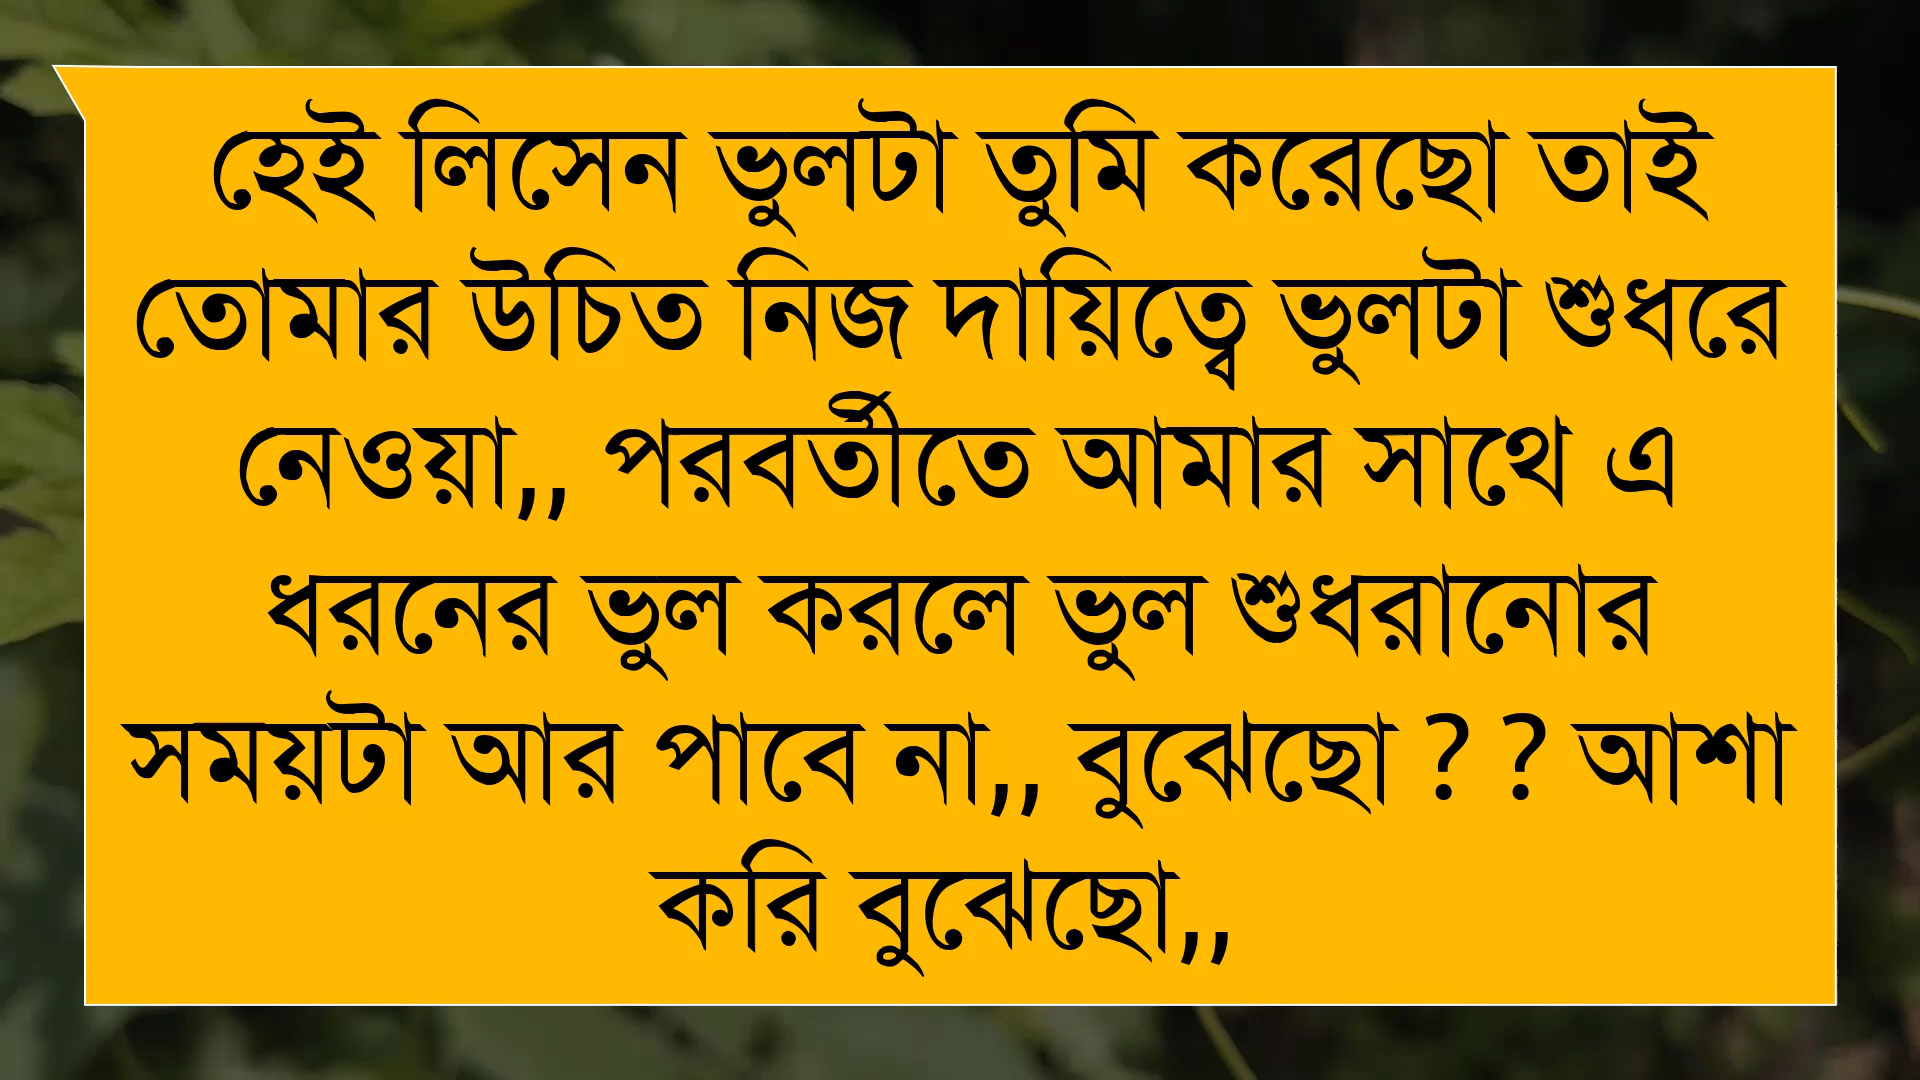 হেই লিসেন ভুলটা তুমি করেছো তাই
তোমার উচিত নিজ দায়িত্বে ভুলটা শুধরে
নেওয়া,, পরবর্তীতে আমার সাথে এ
ধরনের ভুল করলে ভুল শুধরানোর
সময়টা আর পাবে না,, বুঝেছো ? ? আশা
করি বুঝেছো,,